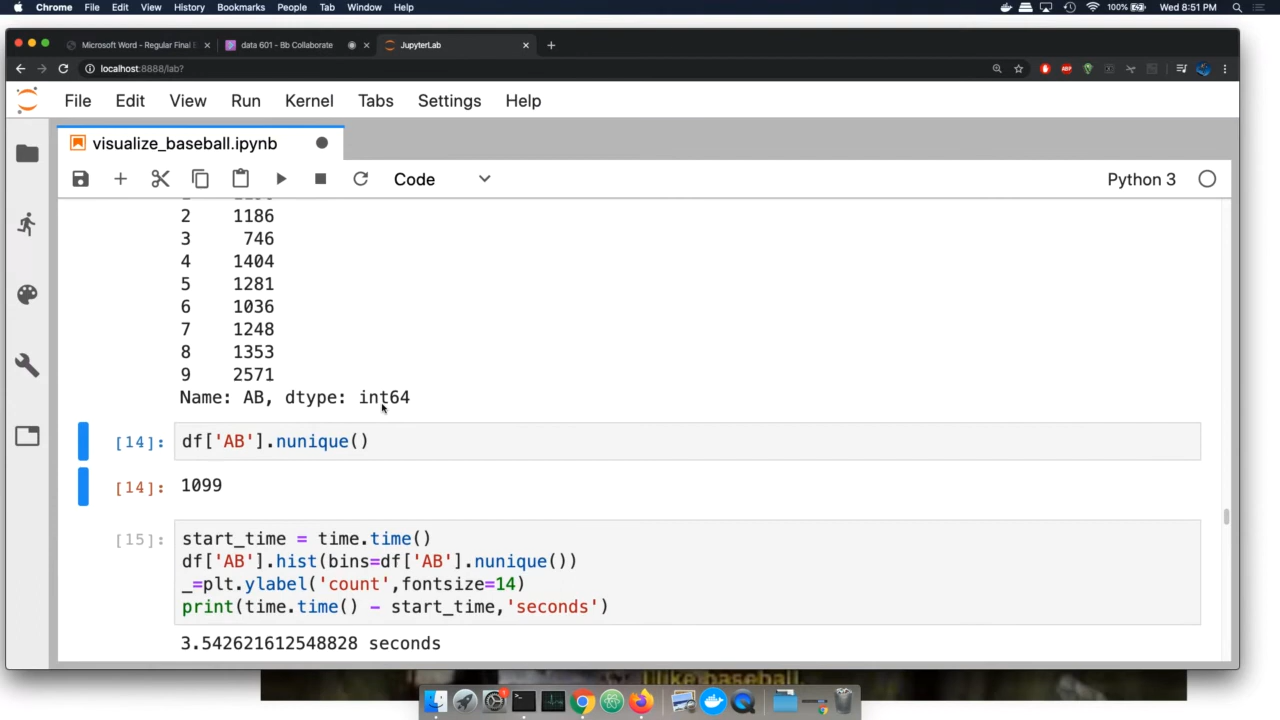 Chrome File Edit View History Bookmarks People Tab Window Help 100% Wed 8:51 PM
Microsoft Word - Regular Final E × data 601 - Bb Collaborate × JupyterLab × +
localhost:8888/lab? ABP
File Edit View Run Kernel Tabs Settings Help
visualize_baseball.ipynb
Code Python 3
2 1186
3 746
4 1404
5 1281
6 1036
7 1248
8 1353
9 2571
Name: AB, dtype: int64
[14]: df['AB'].nunique()
[14]: 1099
[15]: start_time = time.time()
df['AB'].hist(bins=df['AB'].nunique())
_=plt.ylabel('count',fontsize=14)
print(time.time() - start_time,'seconds')
3.542621612548828 seconds
I like baseball.